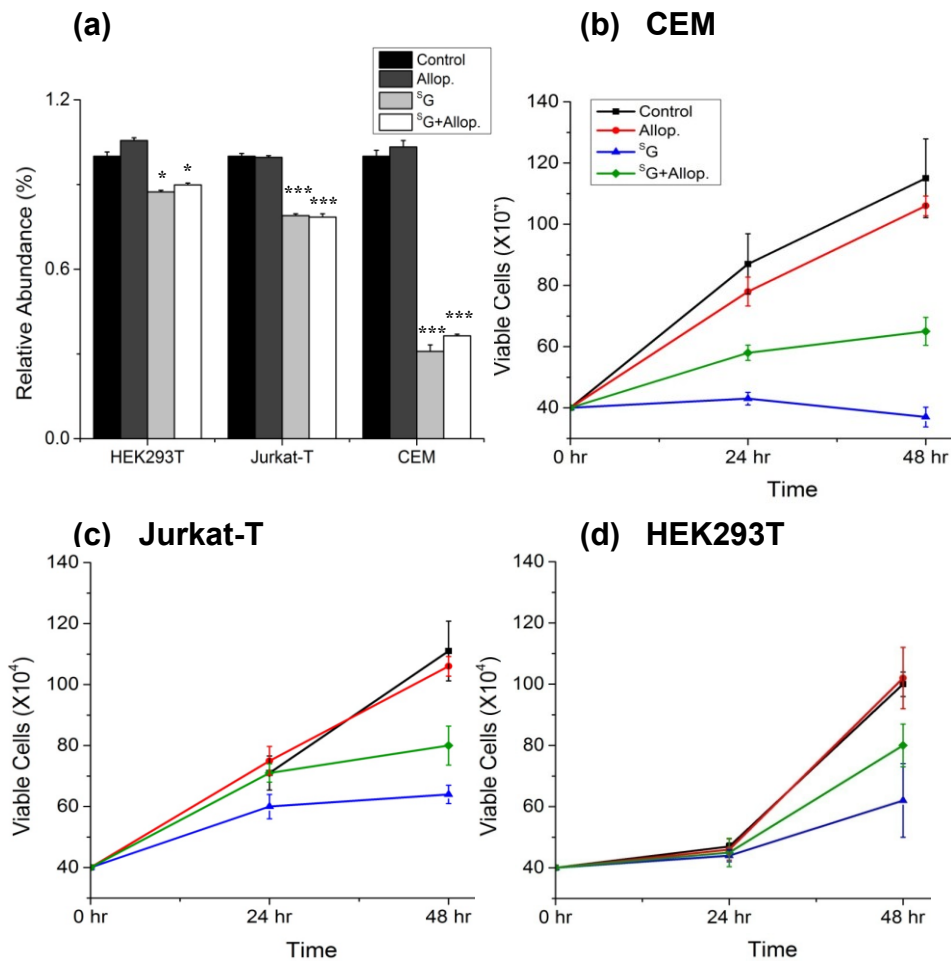 (a)
Control
Allop.
ˢG
ˢG+Allop.
1.2
0.6
0.0
Relative Abundance (%)
* *
*** ***
*** ***
HEK293T Jurkat-T CEM
(b) CEM
Control
Allop.
ˢG
ˢG+Allop.
140
120
100
80
60
40
Viable Cells (X10⁴)
0 hr 24 hr 48 hr
Time
(c) Jurkat-T
140
120
100
80
60
40
Viable Cells (X10⁴)
0 hr 24 hr 48 hr
Time
(d) HEK293T
140
120
100
80
60
40
Viable Cells (X10⁴)
0 hr 24 hr 48 hr
Time